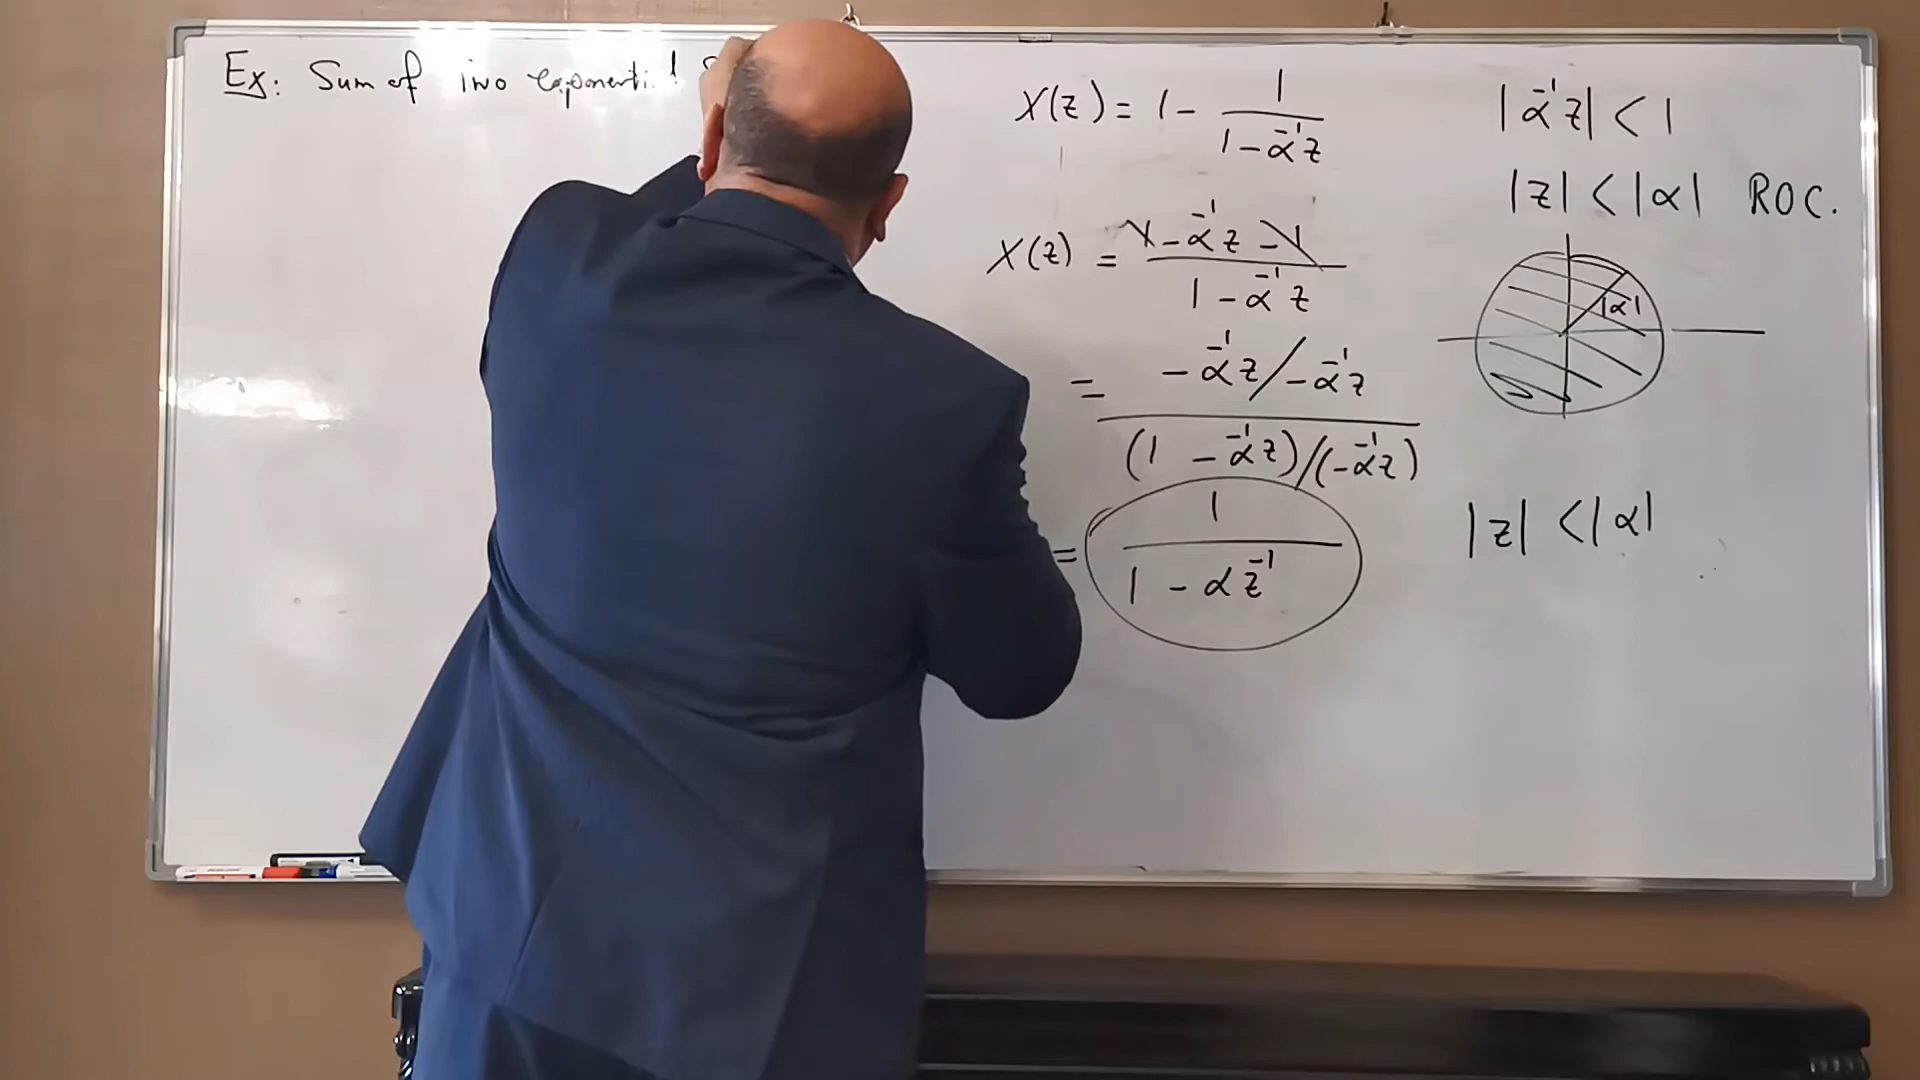 Ex: Sum of two exponenti
X(z) = 1 - 1 / (1 - α⁻¹z)
|α⁻¹z| < 1
|z| < |α| ROC.
X(z) = (1 - α⁻¹z - 1) / (1 - α⁻¹z)
|α|
= (-α⁻¹z / -α⁻¹z) / ((1 - α⁻¹z)/(-α⁻¹z))
= 1 / (1 - αz⁻¹)
|z| < |α|